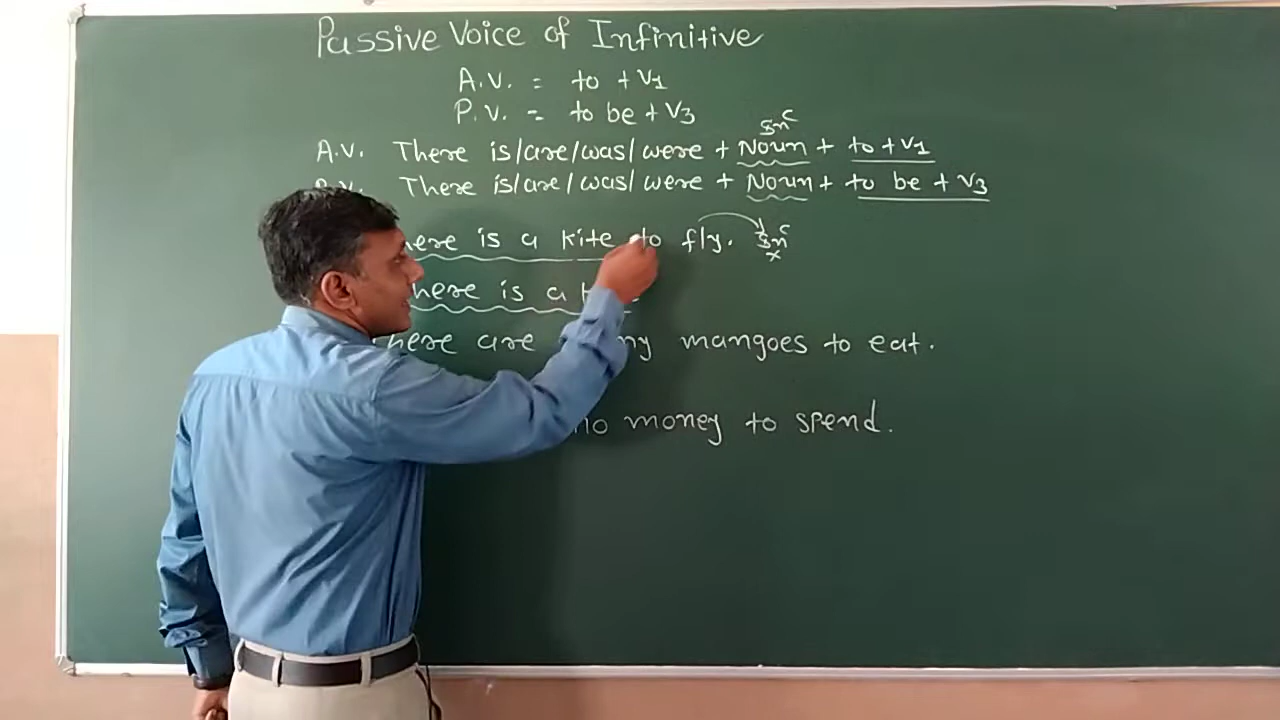 Passive Voice of Infinitive
A.V. = to + V1
P.V. = to be + V3
A.V. There is/are/was/were + Noun + to + V1
There is/are/was/were + Noun + to be + V3
here is a kite to fly.
here is a
here are mangoes to eat.
no money to spend.